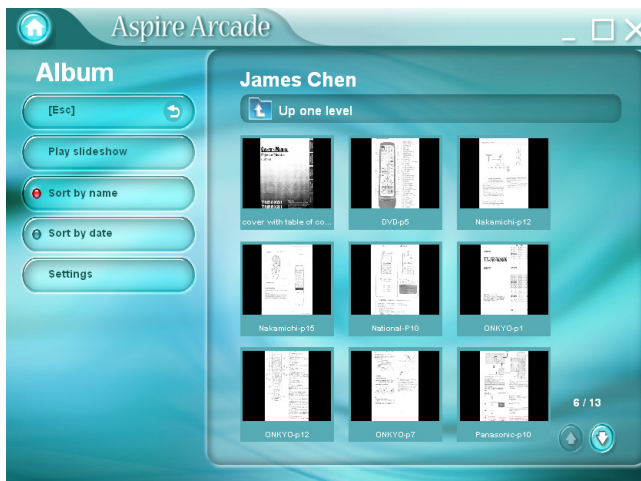 Aspire Arcade
Album
[Esc]
Play slideshow
Sort by name
Sort by date
Settings
James Chen
Up one level
cover with table of co...
DVD-p5
Nakamichi-p12
Nakamichi-p15
National-P10
ONKYO-p1
ONKYO-p12
ONKYO-p7
Panasonic-p10
6 / 13